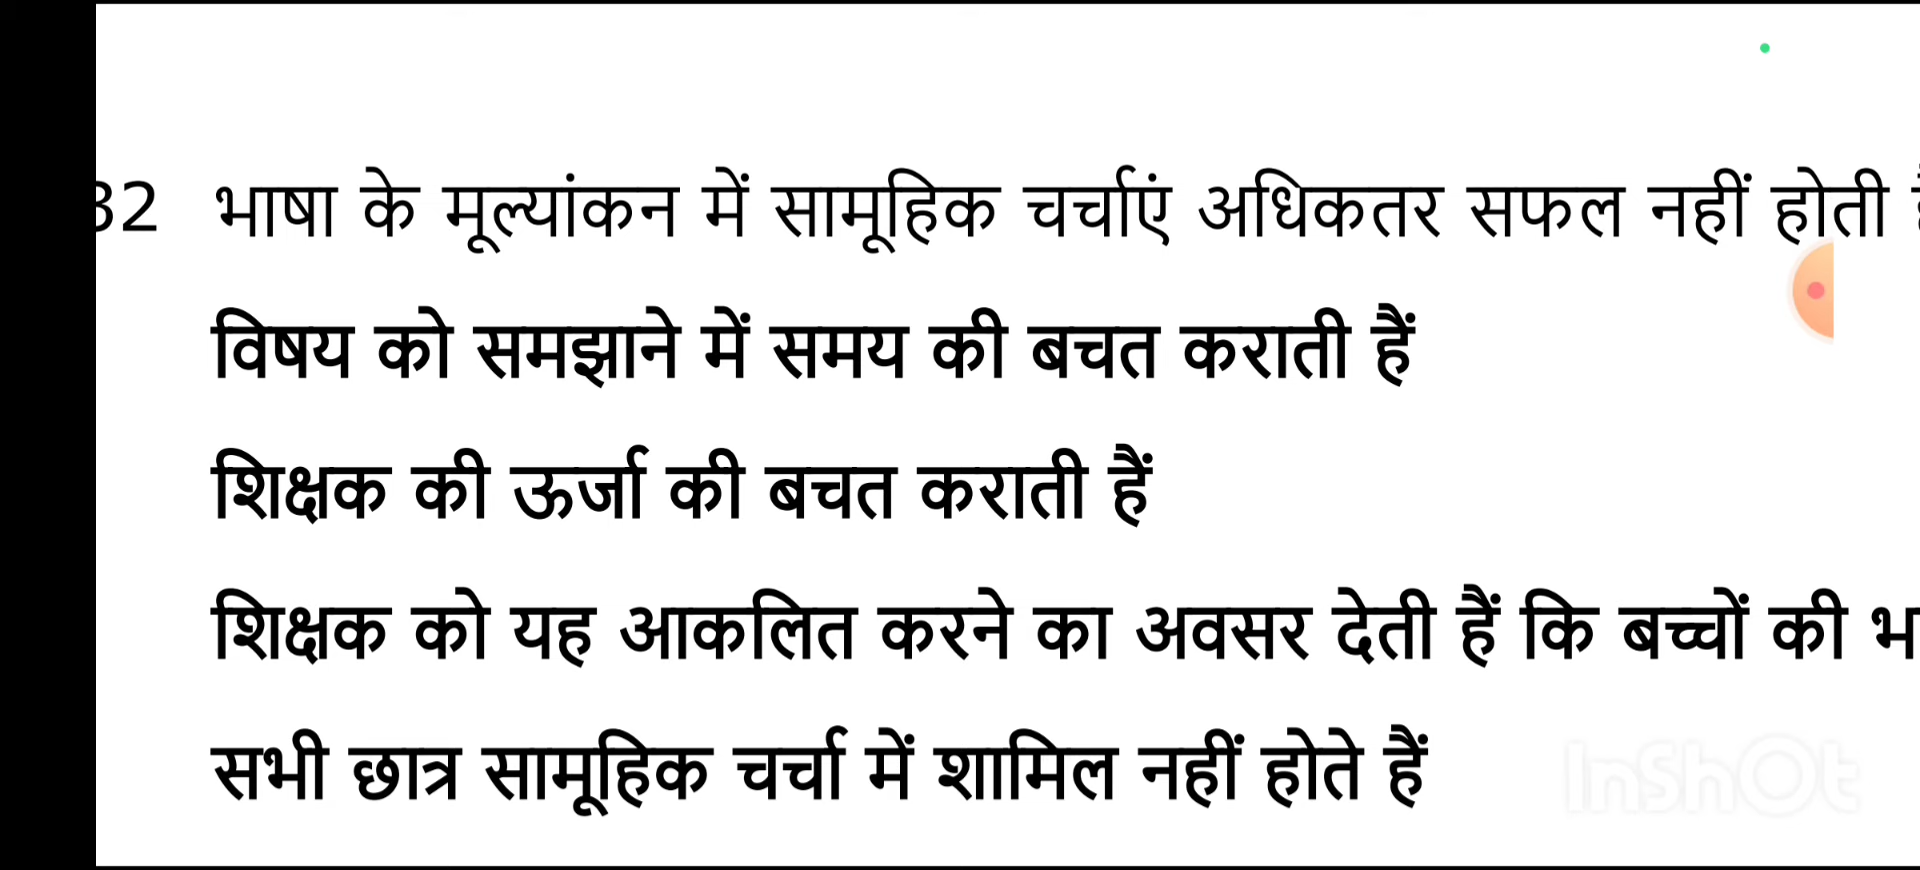 32 भाषा के मूल्यांकन में सामूहिक चर्चाएं अधिकतर सफल नहीं होती
विषय को समझाने में समय की बचत कराती हैं
शिक्षक की ऊर्जा की बचत कराती हैं
शिक्षक को यह आकलित करने का अवसर देती हैं कि बच्चों की
सभी छात्र सामूहिक चर्चा में शामिल नहीं होते हैं
InShOt